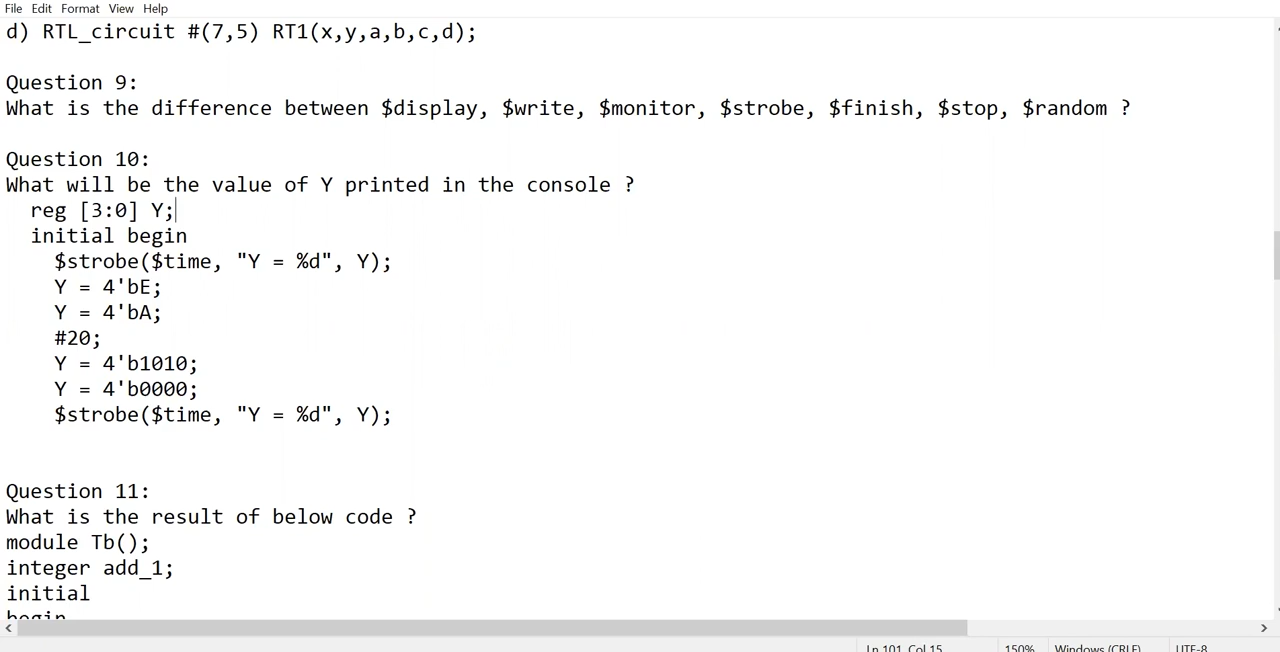 File Edit Format View Help
d) RTL_circuit #(7,5) RT1(x,y,a,b,c,d);
Question 9:
What is the difference between $display, $write, $monitor, $strobe, $finish, $stop, $random ?
Question 10:
What will be the value of Y printed in the console ?
reg [3:0] Y;
initial begin
$strobe($time, "Y = %d", Y);
Y = 4'bE;
Y = 4'bA;
#20;
Y = 4'b1010;
Y = 4'b0000;
$strobe($time, "Y = %d", Y);
Question 11:
What is the result of below code ?
module Tb();
integer add_1;
initial
begin
Ln 101, Col 15 150% Windows (CRLF) UTF-8